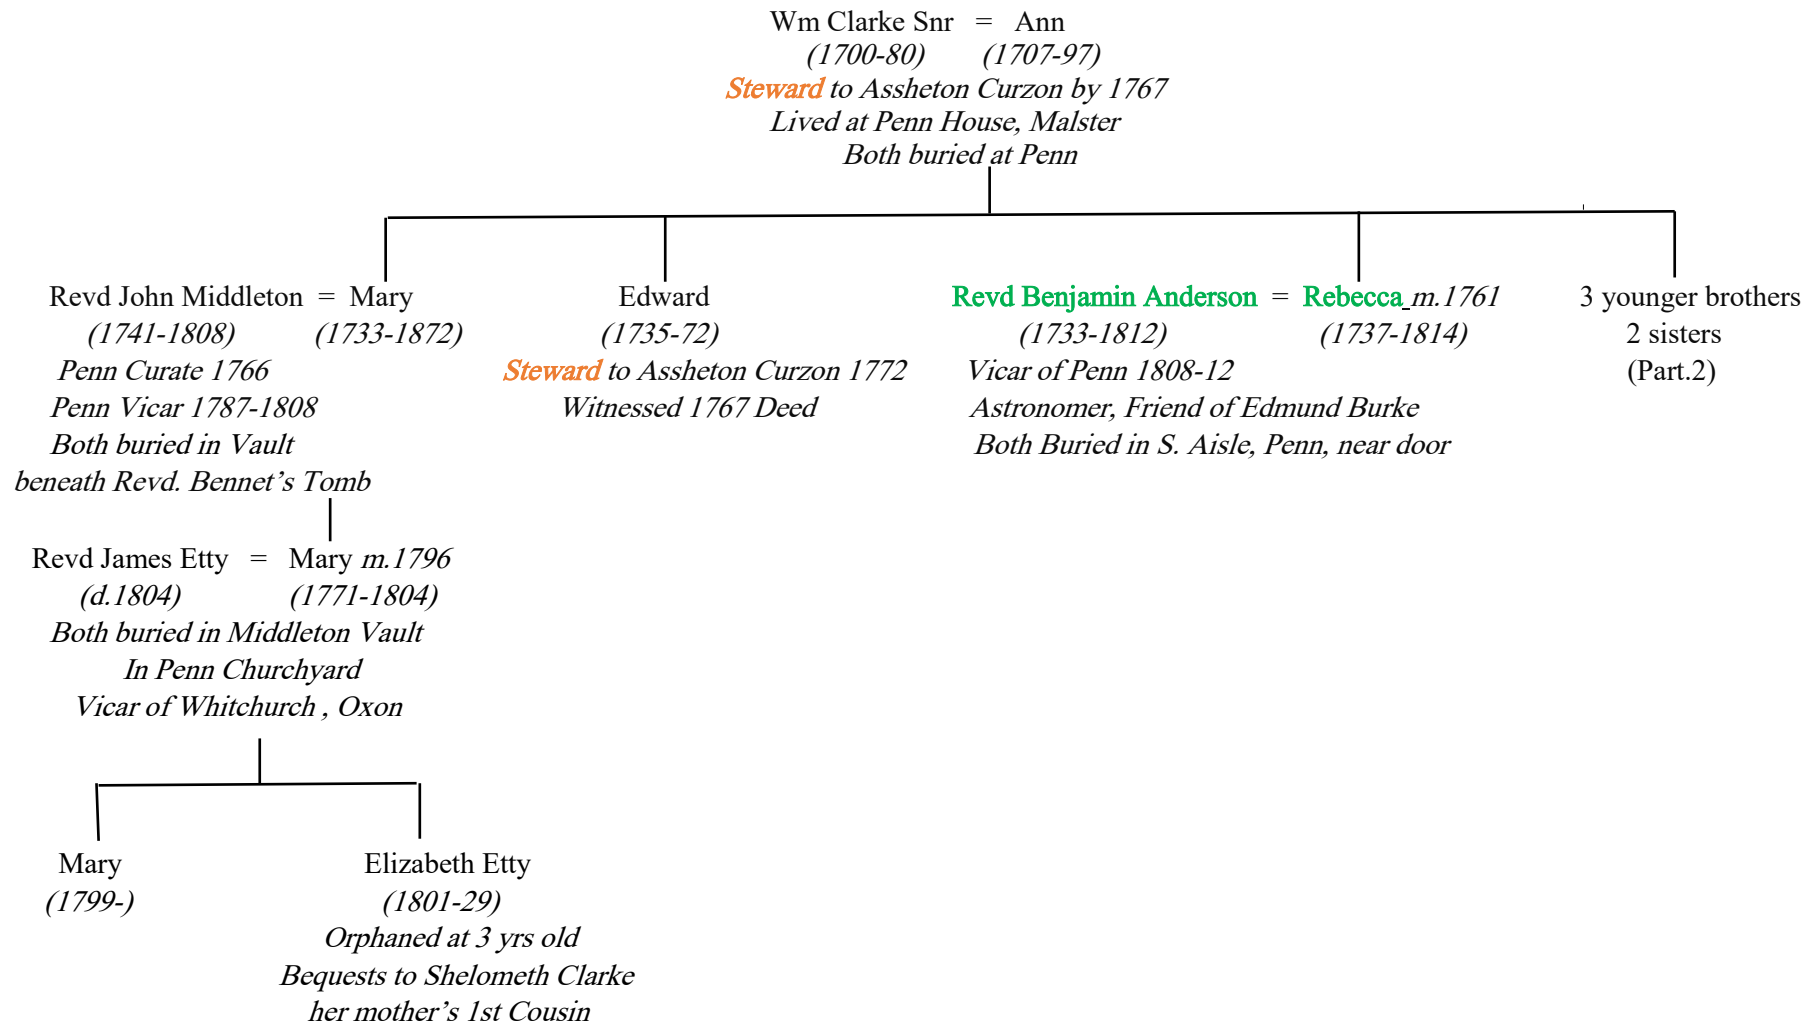 Wm Clarke Snr = Ann
(1700-80) (1707-97)
Steward to Assheton Curzon by 1767
Lived at Penn House, Malster
Both buried at Penn
Revd John Middleton = Mary
(1741-1808) (1733-1872)
Penn Curate 1766
Penn Vicar 1787-1808
Both buried in Vault
beneath Revd. Bennet's Tomb
Edward
(1735-72)
Steward to Assheton Curzon 1772
Witnessed 1767 Deed
Revd Benjamin Anderson = Rebecca m.1761
(1733-1812) (1737-1814)
Vicar of Penn 1808-12
Astronomer, Friend of Edmund Burke
Both Buried in S. Aisle, Penn, near door
3 younger brothers
2 sisters
(Part.2)
Revd James Etty = Mary m.1796
(d.1804) (1771-1804)
Both buried in Middleton Vault
In Penn Churchyard
Vicar of Whitchurch , Oxon
Mary
(1799-)
Elizabeth Etty
(1801-29)
Orphaned at 3 yrs old
Bequests to Shelometh Clarke
her mother's 1st Cousin